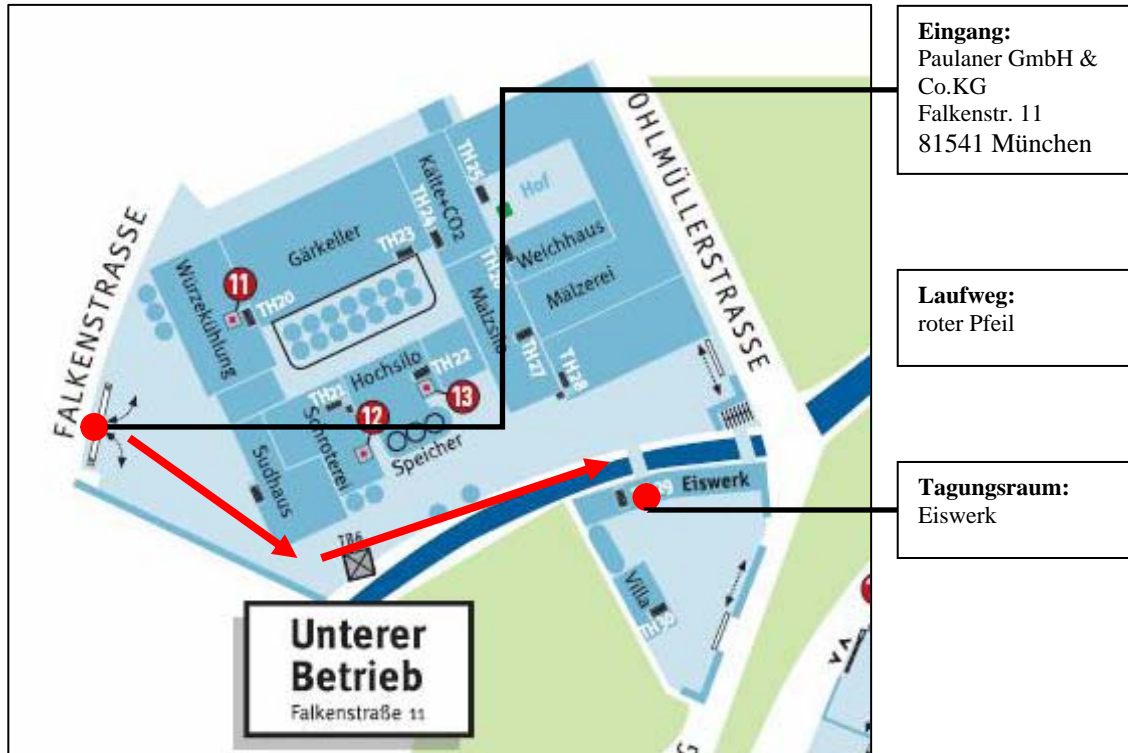 Eingang:
Paulaner GmbH &
Co.KG
Falkenstr. 11
81541 München
Laufweg:
roter Pfeil
Tagungsraum:
Eiswerk
FALKENSTRASSE
OHLMÜLLERSTRASSE
Kälte+CO2
TH25
Hof
TH24
Gärkeller
TH23
Weichhaus
TH26
Mälzerei
Malzsilo
Würzekühlung
11
TH20
TH27
TH28
Hochsilo
TH22
TH21
13
12
Schroterei
Speicher
Sudhaus
Eiswerk
Villa
TH30
Unterer
Betrieb
Falkenstraße 11